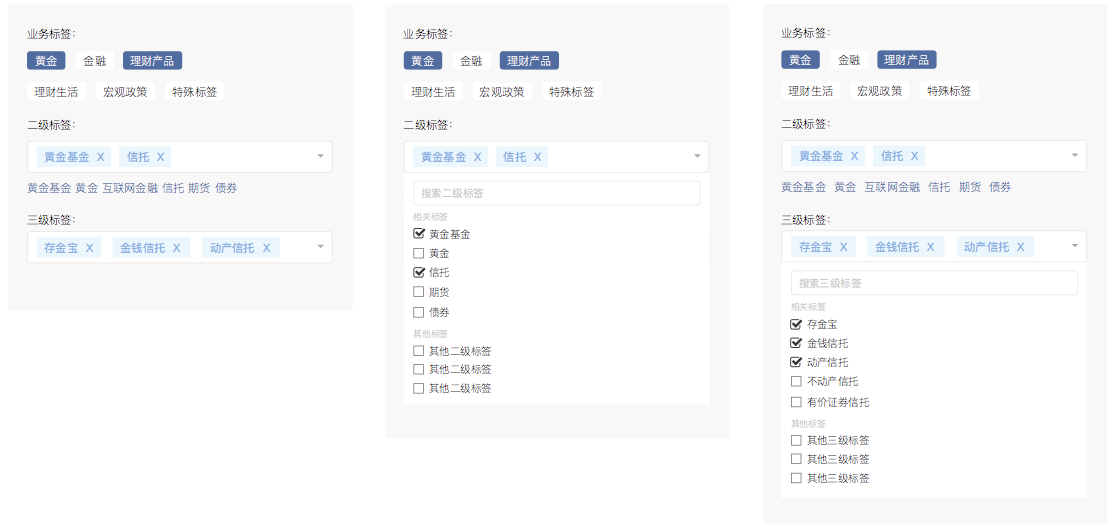 业务标签：
黄金 金融 理财产品
理财生活 宏观政策 特殊标签
二级标签：
黄金基金 X 信托 X
黄金基金 黄金 互联网金融 信托 期货 债券
三级标签：
存金宝 X 金钱信托 X 动产信托 X
业务标签：
黄金 金融 理财产品
理财生活 宏观政策 特殊标签
二级标签：
黄金基金 X 信托 X
搜索二级标签
相关标签
黄金基金
黄金
信托
期货
债券
其他标签
其他二级标签
其他二级标签
其他二级标签
业务标签：
黄金 金融 理财产品
理财生活 宏观政策 特殊标签
二级标签：
黄金基金 X 信托 X
黄金基金 黄金 互联网金融 信托 期货 债券
三级标签：
存金宝 X 金钱信托 X 动产信托 X
搜索三级标签
相关标签
存金宝
金钱信托
动产信托
不动产信托
有价证券信托
其他标签
其他三级标签
其他三级标签
其他三级标签